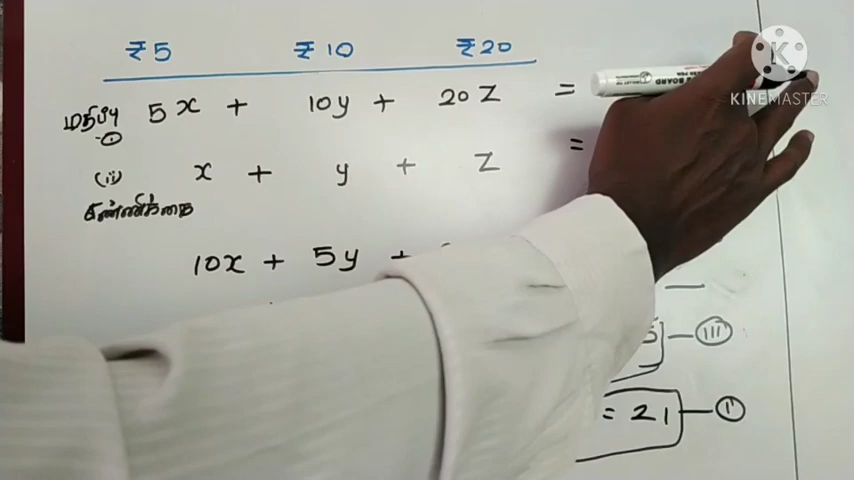 ₹5 ₹10 ₹20
மதிப்பு 5x + 10y + 20z =
(i)
(ii) x + y + z =
எண்ணிக்கை
10x + 5y +
(iii)
= 21 (i)
KINEMASTER